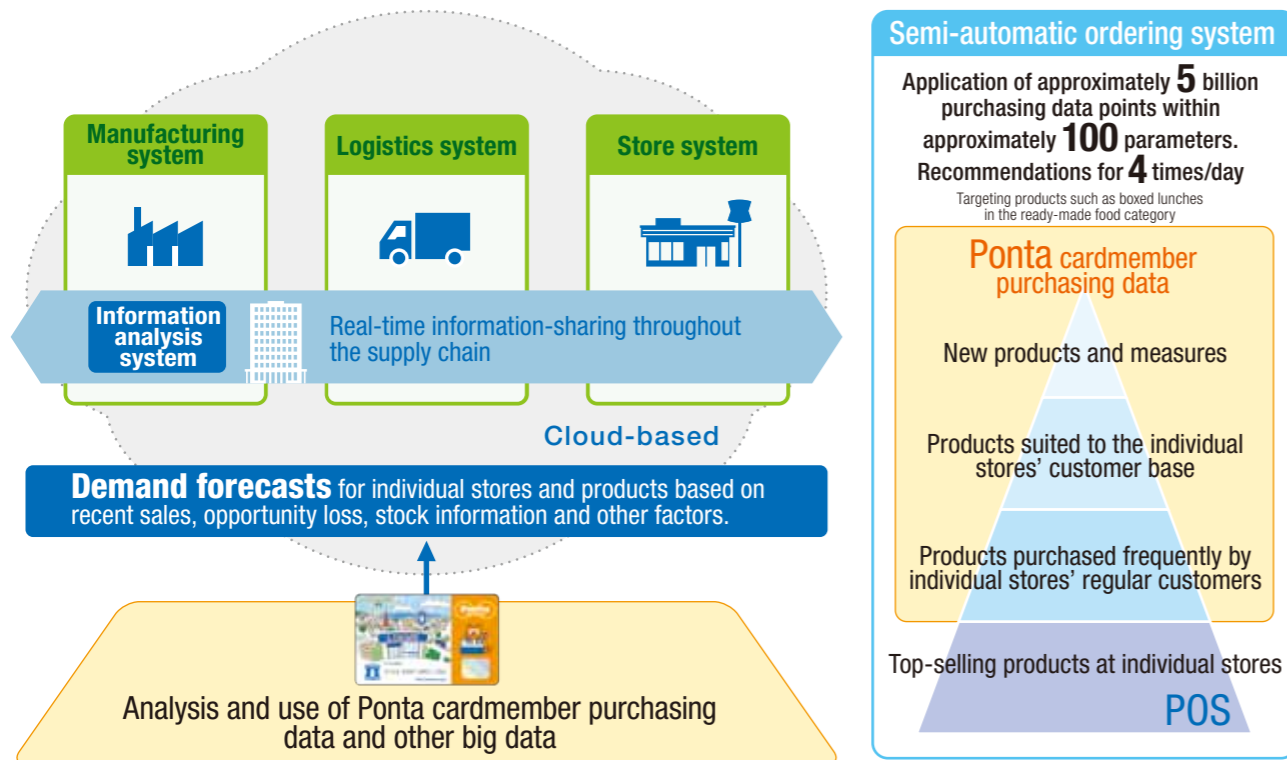 Manufacturing
system
Logistics system
Store system
Information
analysis
system
Real-time information-sharing throughout
the supply chain
Cloud-based
Demand forecasts for individual stores and products based on
recent sales, opportunity loss, stock information and other factors.
Ponta
Analysis and use of Ponta cardmember purchasing
data and other big data
Semi-automatic ordering system
Application of approximately 5 billion
purchasing data points within
approximately 100 parameters.
Recommendations for 4 times/day
Targeting products such as boxed lunches
in the ready-made food category
Ponta cardmember
purchasing data
New products and measures
Products suited to the individual
stores’ customer base
Products purchased frequently by
individual stores’ regular customers
Top-selling products at individual stores
POS